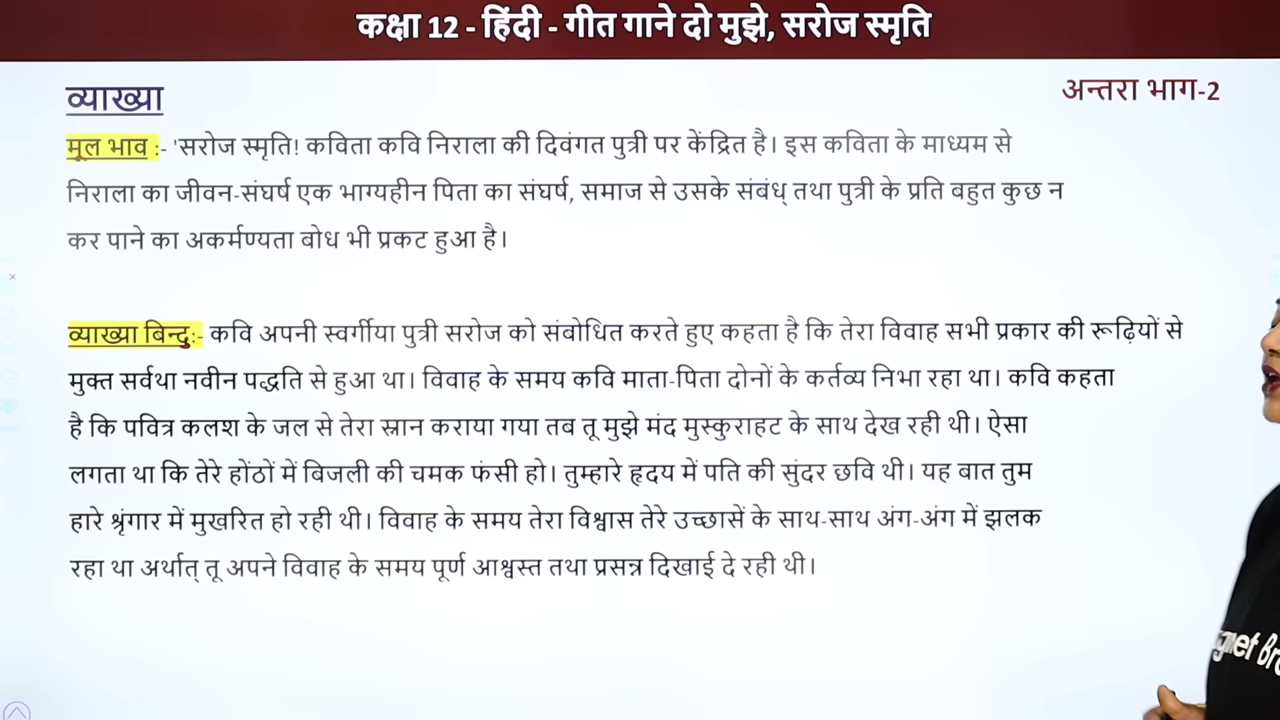 कक्षा 12 - हिंदी - गीत गाने दो मुझे, सरोज स्मृति
व्याख्या
अन्तरा भाग-2
मूल भाव :- 'सरोज स्मृति! कविता कवि निराला की दिवंगत पुत्री पर केंद्रित है। इस कविता के माध्यम से
निराला का जीवन-संघर्ष एक भाग्यहीन पिता का संघर्ष, समाज से उसके संबंध् तथा पुत्री के प्रति बहुत कुछ न
कर पाने का अकर्मण्यता बोध भी प्रकट हुआ है।
व्याख्या बिन्दु:- कवि अपनी स्वर्गीया पुत्री सरोज को संबोधित करते हुए कहता है कि तेरा विवाह सभी प्रकार की रूढ़ियों से
मुक्त सर्वथा नवीन पद्धति से हुआ था। विवाह के समय कवि माता-पिता दोनों के कर्तव्य निभा रहा था। कवि कहता
है कि पवित्र कलश के जल से तेरा स्नान कराया गया तब तू मुझे मंद मुस्कुराहट के साथ देख रही थी। ऐसा
लगता था कि तेरे होंठों में बिजली की चमक फंसी हो। तुम्हारे हृदय में पति की सुंदर छवि थी। यह बात तुम
हारे श्रृंगार में मुखरित हो रही थी। विवाह के समय तेरा विश्वास तेरे उच्छासें के साथ-साथ अंग-अंग में झलक
रहा था अर्थात् तू अपने विवाह के समय पूर्ण आश्वस्त तथा प्रसन्न दिखाई दे रही थी।